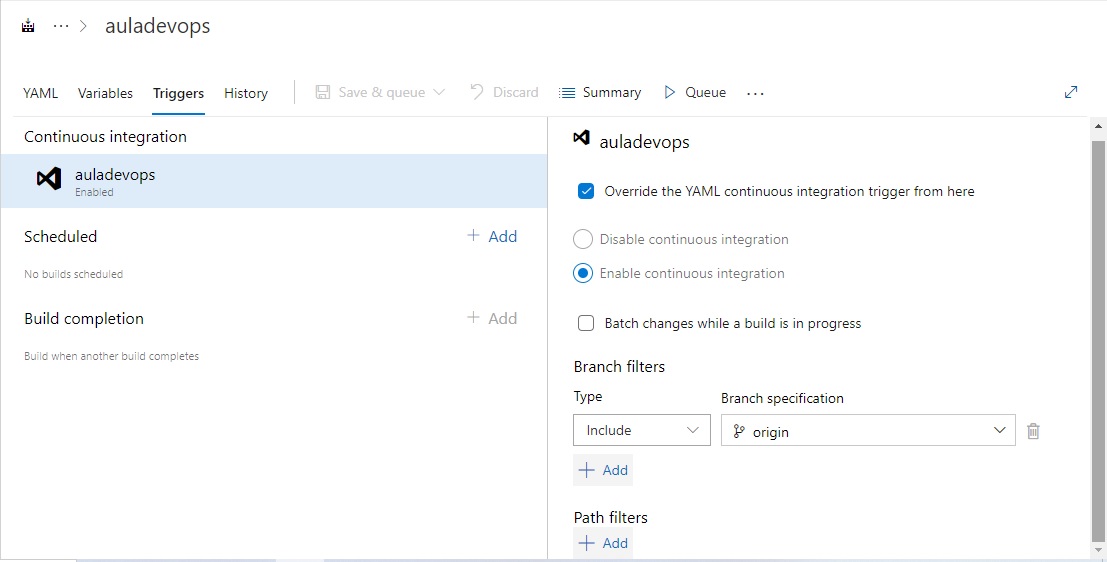 ··· > auladevops
YAML Variables Triggers History Save & queue Discard Summary Queue ...
Continuous integration
auladevops
Enabled
Scheduled + Add
No builds scheduled
Build completion + Add
Build when another build completes
auladevops
Override the YAML continuous integration trigger from here
Disable continuous integration
Enable continuous integration
Batch changes while a build is in progress
Branch filters
Type Branch specification
Include origin
+ Add
Path filters
+ Add